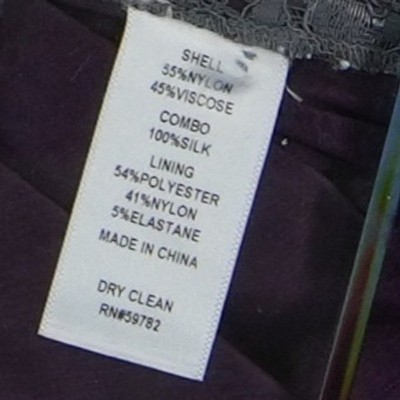 SHELL
55%NYLON
45%VISCOSE
COMBO
100%SILK
LINING
54%POLYESTER
41%NYLON
5%ELASTANE
MADE IN CHINA
DRY CLEAN
RN#59782